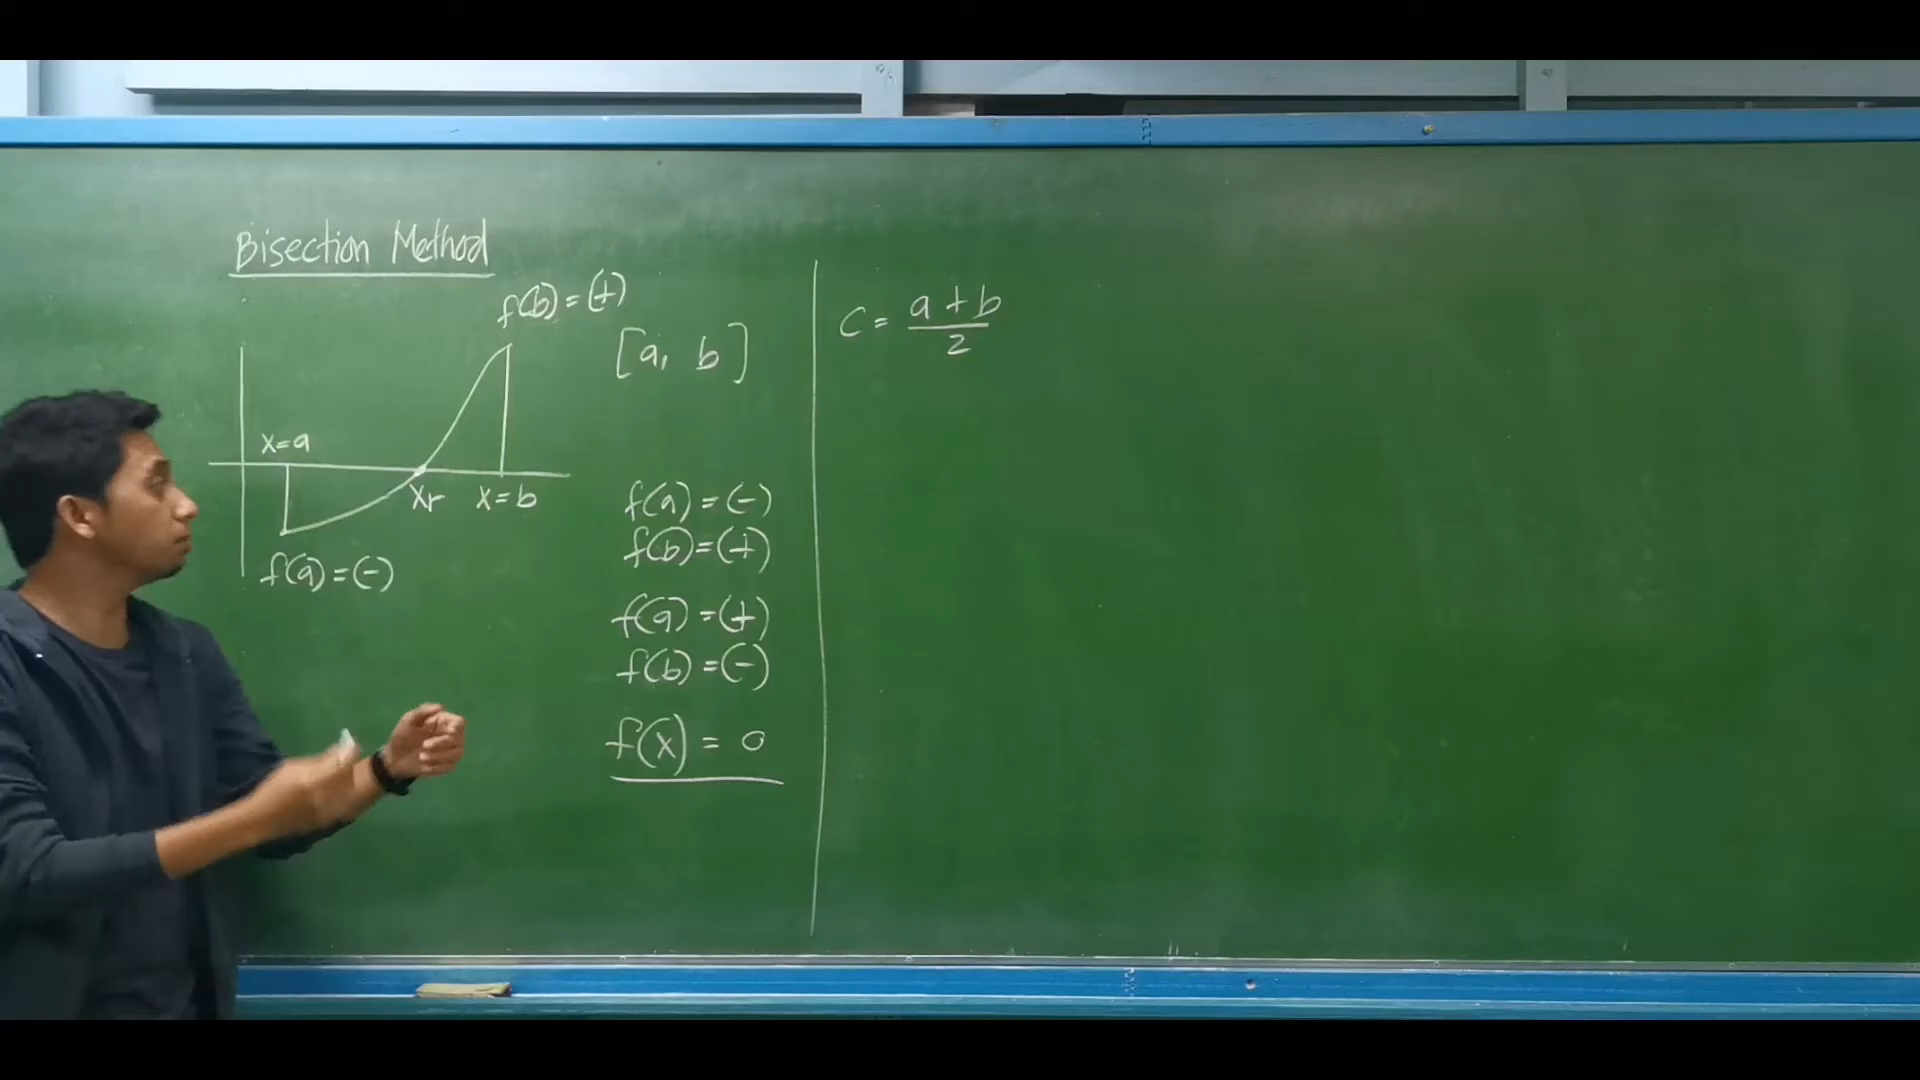 Bisection Method
f(b) = (+)
[a, b]
x=a
xr
x=b
f(a)=(-)
f(a) = (-)
f(b)=(+)
f(a) =(+)
f(b) =(-)
f(x) = 0
c = a + b
2